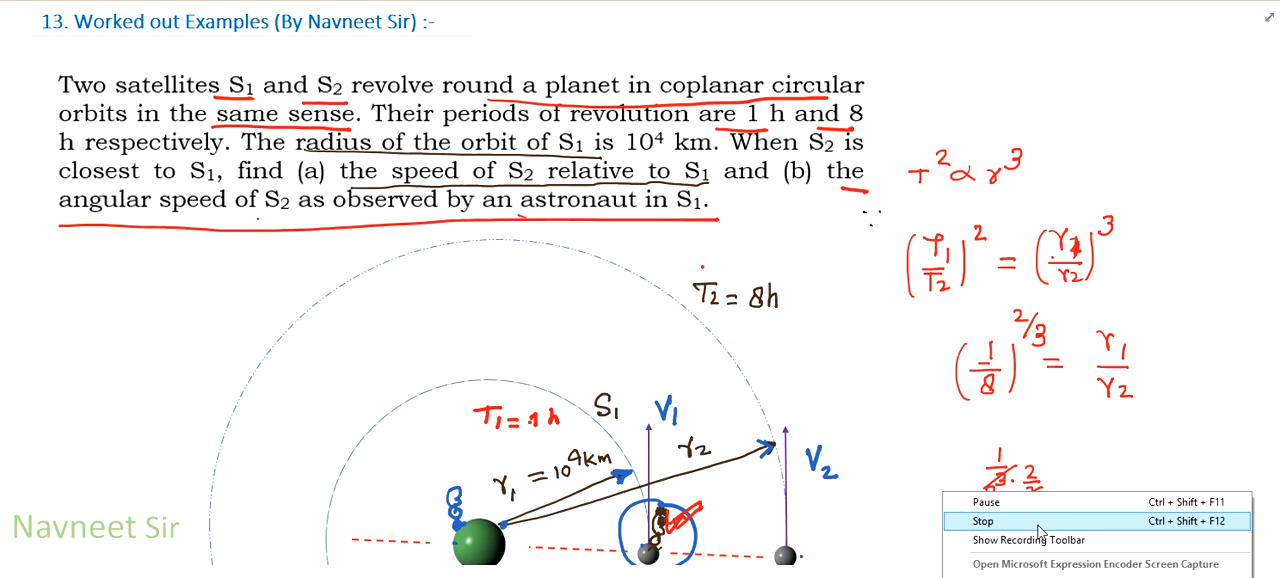 13. Worked out Examples (By Navneet Sir) :-
Two satellites S₁ and S₂ revolve round a planet in coplanar circular
orbits in the same sense. Their periods of revolution are 1 h and 8
h respectively. The radius of the orbit of S₁ is 10⁴ km. When S₂ is
closest to S₁, find (a) the speed of S₂ relative to S₁ and (b) the
angular speed of S₂ as observed by an astronaut in S₁.
T² ∝ r³
∵
(T₁/T₂)² = (r₁/r₂)³
T₂ = 8h
(1/8)^2/3 = r₁/r₂
T₁ = 1h
S₁
V₁
r₂
V₂
r₁ = 10⁴km
Navneet Sir
Pause Ctrl + Shift + F11
Stop Ctrl + Shift + F12
Show Recording Toolbar
Open Microsoft Expression Encoder Screen Capture